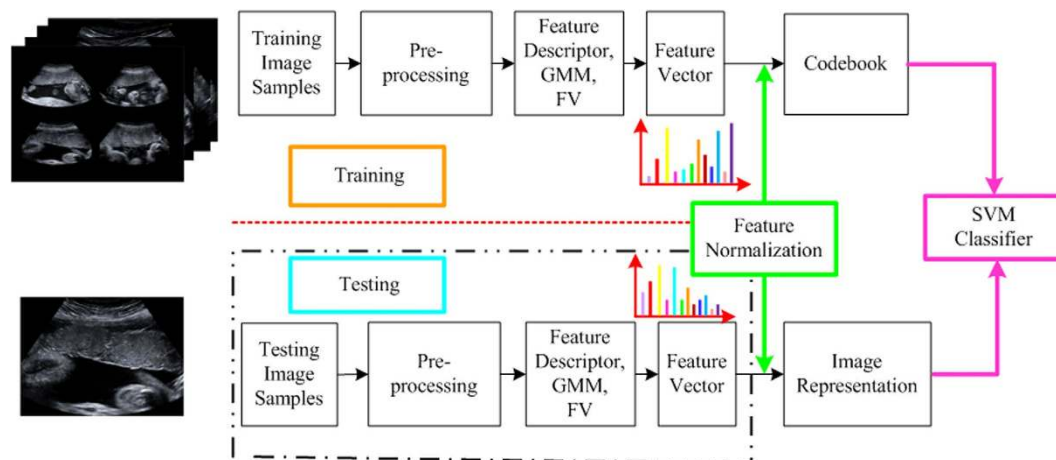 Training
Image
Samples
Pre-
processing
Feature
Descriptor,
GMM,
FV
Feature
Vector
Codebook
Training
Feature
Normalization
SVM
Classifier
Testing
Testing
Image
Samples
Pre-
processing
Feature
Descriptor,
GMM,
FV
Feature
Vector
Image
Representation